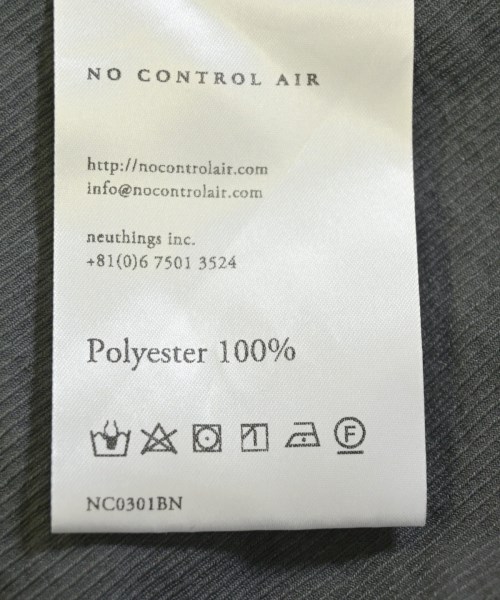 NO CONTROL AIR
http://nocontrolair.com
info@nocontrolair.com
neuthings inc.
+81(0)6 7501 3524
Polyester 100%
F
NC0301BN